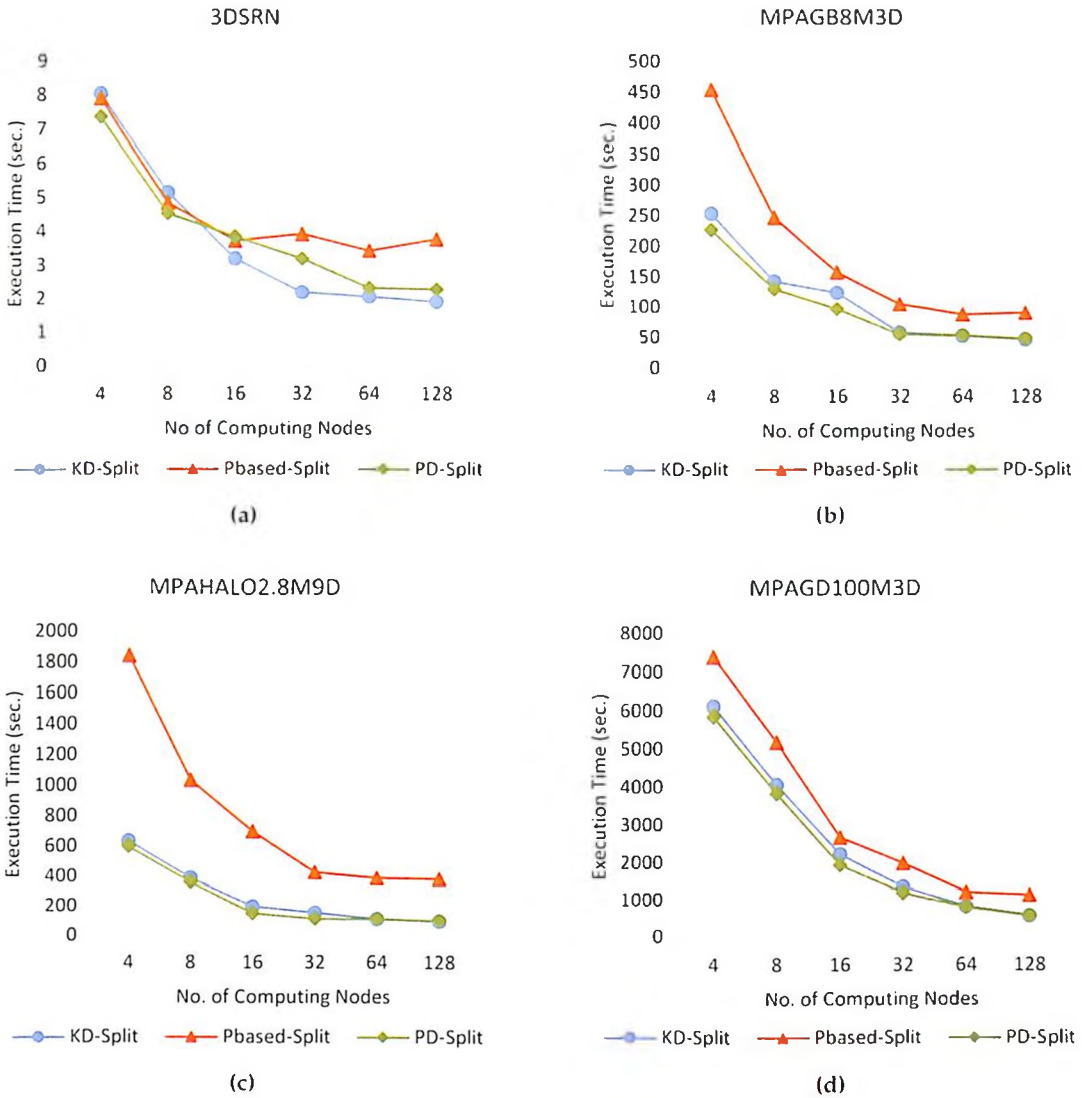 3DSRN
9
8
7
6
5
4
3
2
1
0
Execution Time (sec.)
4 8 16 32 64 128
No of Computing Nodes
KD-Split Pbased-Split PD-Split
(a)
MPAGB8M3D
500
450
400
350
300
250
200
150
100
50
0
Execution Time (sec.)
4 8 16 32 64 128
No. of Computing Nodes
KD-Split Pbased-Split PD-Split
(b)
MPAHALO2.8M9D
2000
1800
1600
1400
1200
1000
800
600
400
200
0
Execution Time (sec.)
4 8 16 32 64 128
No. of Computing Nodes
KD-Split Pbased-Split PD-Split
(c)
MPAGD100M3D
8000
7000
6000
5000
4000
3000
2000
1000
0
Execution Time (sec.)
4 8 16 32 64 128
No. of Computing Nodes
KD-Split Pbased-Split PD-Split
(d)